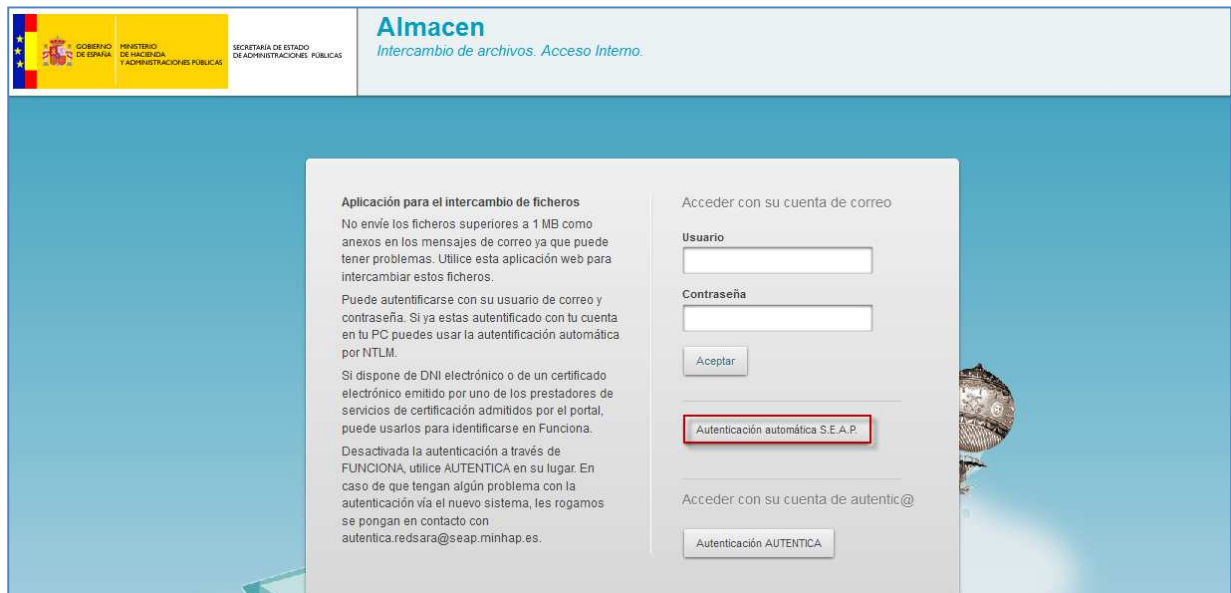 GOBIERNO
DE ESPAÑA
MINISTERIO
DE HACIENDA
Y ADMINISTRACIONES PÚBLICAS
SECRETARÍA DE ESTADO
DE ADMINISTRACIONES PÚBLICAS
Almacen
Intercambio de archivos. Acceso Interno.
Aplicación para el intercambio de ficheros
No envíe los ficheros superiores a 1 MB como
anexos en los mensajes de correo ya que puede
tener problemas. Utilice esta aplicación web para
intercambiar estos ficheros.
Puede autentificarse con su usuario de correo y
contraseña. Si ya estas autentificado con tu cuenta
en tu PC puedes usar la autentificación automática
por NTLM.
Si dispone de DNI electrónico o de un certificado
electrónico emitido por uno de los prestadores de
servicios de certificación admitidos por el portal,
puede usarlos para identificarse en Funciona.
Desactivada la autenticación a través de
FUNCIONA, utilice AUTENTICA en su lugar. En
caso de que tengan algún problema con la
autenticación vía el nuevo sistema, les rogamos
se pongan en contacto con
autentica.redsara@seap.minhap.es.
Acceder con su cuenta de correo
Usuario
Contraseña
Aceptar
Autenticación automática S.E.A.P.
Acceder con su cuenta de autentic@
Autenticación AUTENTICA